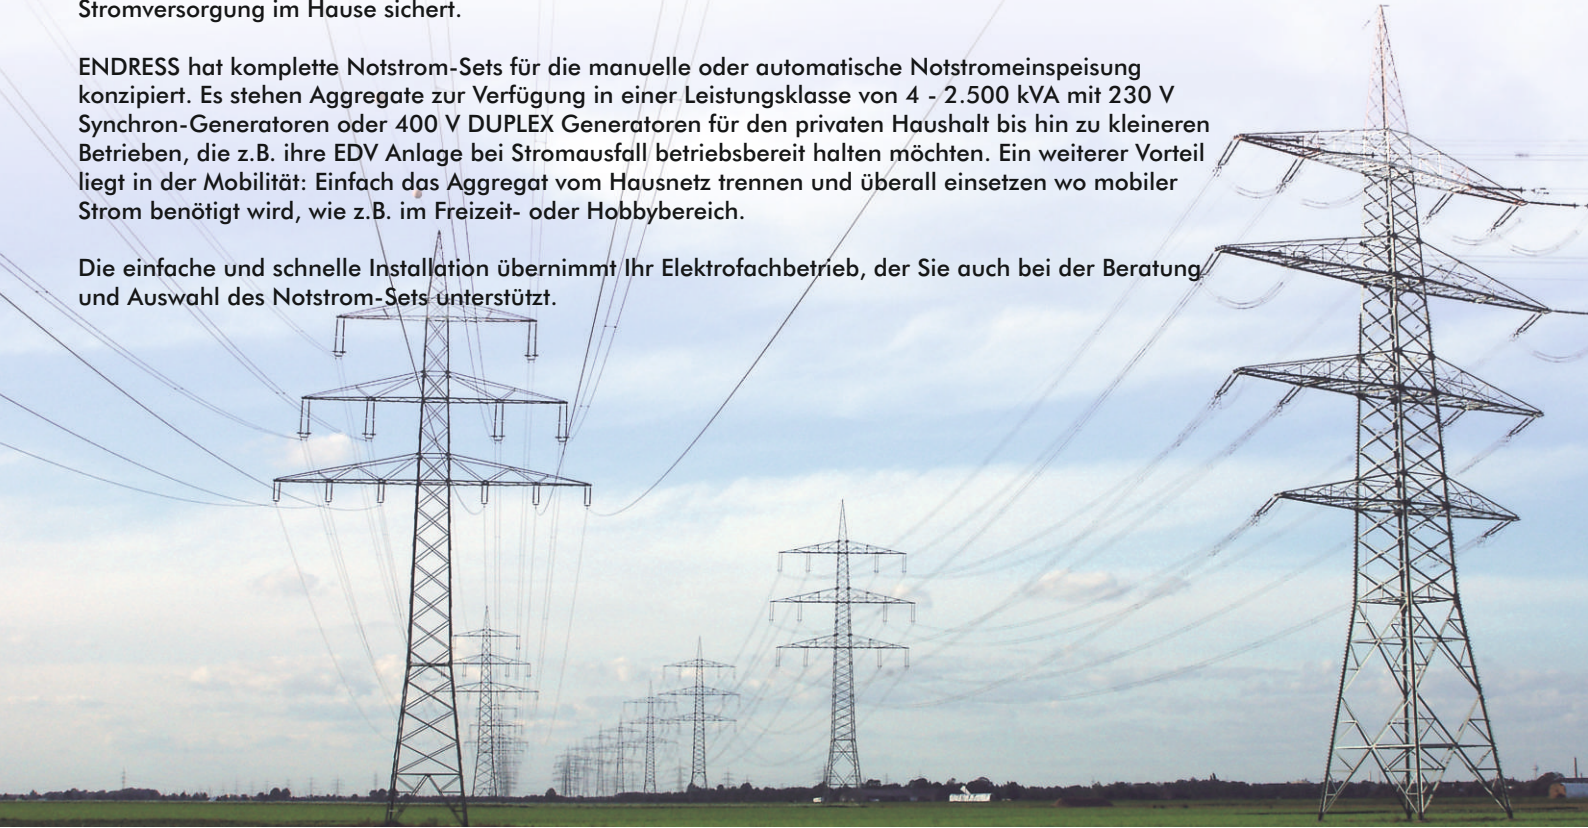 Stromversorgung im Hause sichert.
ENDRESS hat komplette Notstrom-Sets für die manuelle oder automatische Notstromeinspeisung
konzipiert. Es stehen Aggregate zur Verfügung in einer Leistungsklasse von 4 - 2.500 kVA mit 230 V
Synchron-Generatoren oder 400 V DUPLEX Generatoren für den privaten Haushalt bis hin zu kleineren
Betrieben, die z.B. ihre EDV Anlage bei Stromausfall betriebsbereit halten möchten. Ein weiterer Vorteil
liegt in der Mobilität: Einfach das Aggregat vom Hausnetz trennen und überall einsetzen wo mobiler
Strom benötigt wird, wie z.B. im Freizeit- oder Hobbybereich.
Die einfache und schnelle Installation übernimmt Ihr Elektrofachbetrieb, der Sie auch bei der Beratung
und Auswahl des Notstrom-Sets unterstützt.